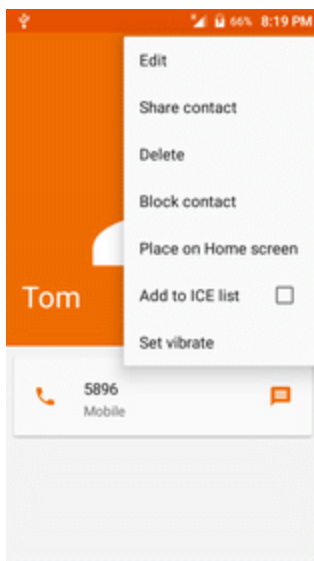 66% 8:19 PM
Edit
Share contact
Delete
Block contact
Place on Home screen
Tom
Add to ICE list
Set vibrate
5896
Mobile